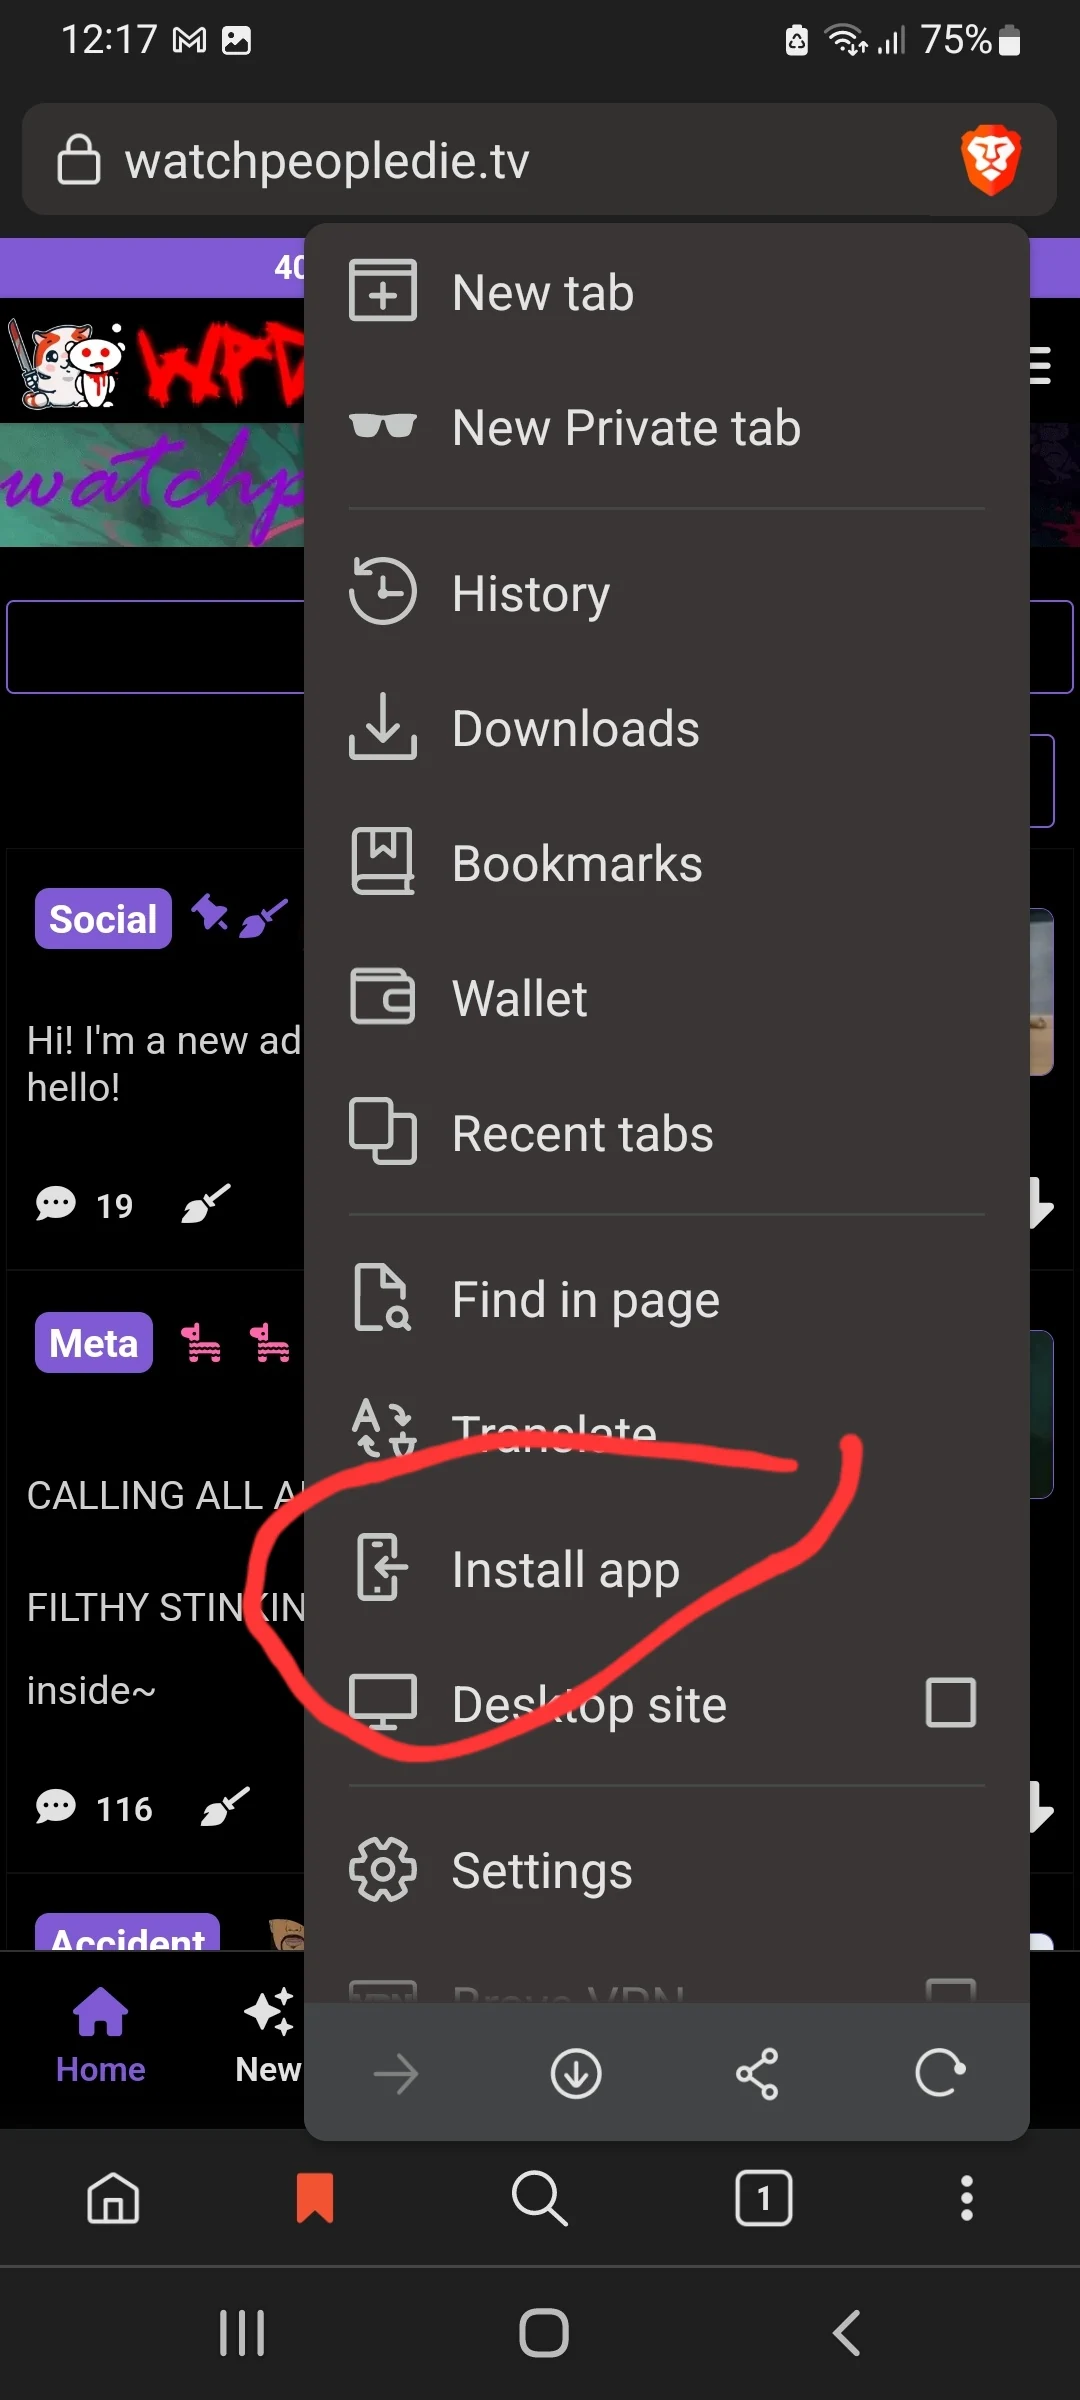 12:17
75%
watchpeopledie.tv
40
New tab
WPD
New Private tab
watchp
History
Downloads
Bookmarks
Social
Wallet
Hi! I'm a new ad
hello!
Recent tabs
19
Find in page
Meta
Translate
CALLING ALL A
Install app
FILTHY STINKIN
inside~
Desktop site
116
Settings
Accident
Brave VPN
Home
New
1